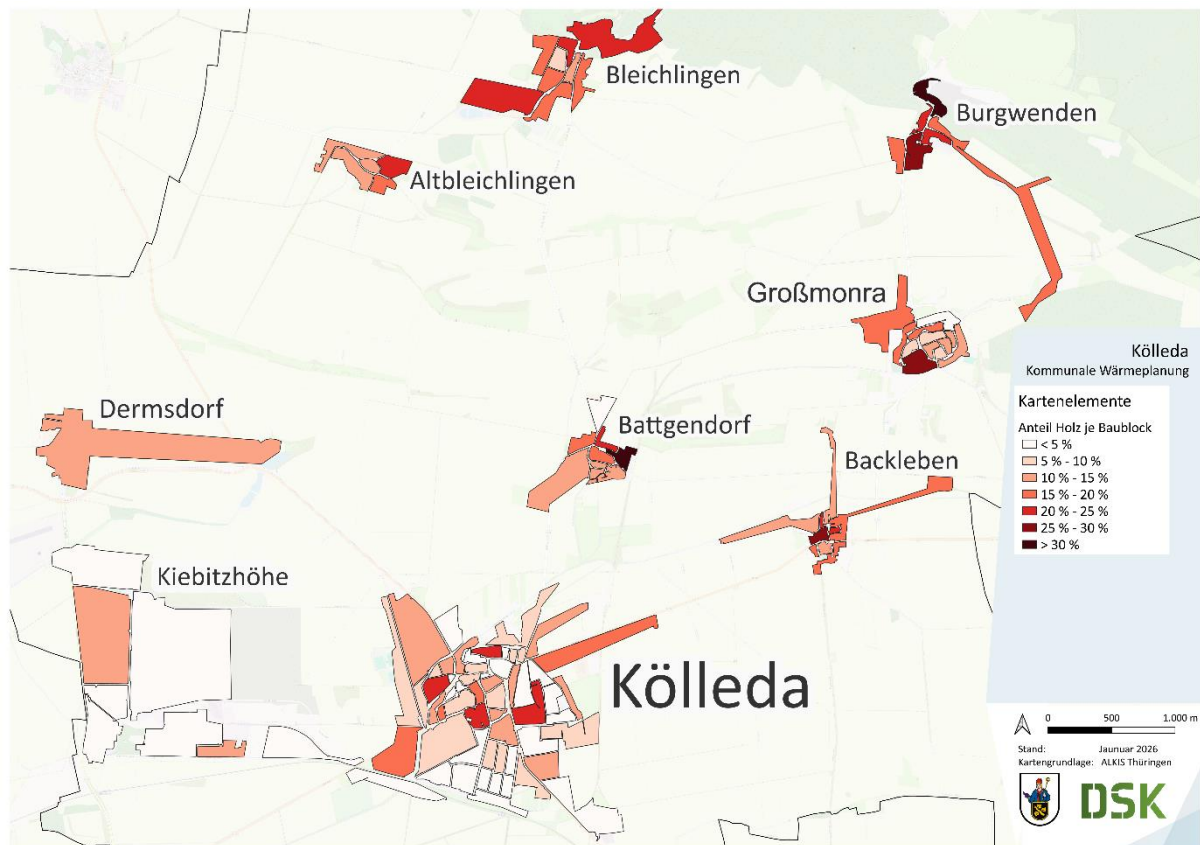 Bleichlingen
Burgwenden
Altbleichlingen
Großmonra
Dermsdorf
Battgendorf
Backleben
Kiebitzhöhe
Kölleda
Kölleda
Kommunale Wärmeplanung
Kartenelemente
Anteil Holz je Baublock
< 5 %
5 % - 10 %
10 % - 15 %
15 % - 20 %
20 % - 25 %
25 % - 30 %
> 30 %
0 500 1.000 m
Stand: Jaunuar 2026
Kartengrundlage: ALKIS Thüringen
DSK